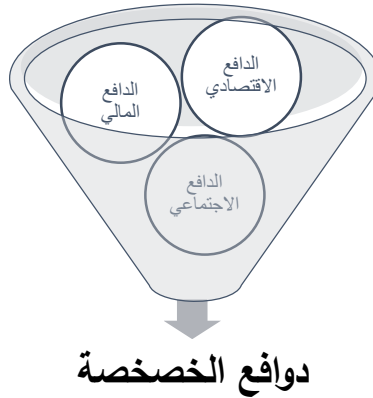 الدافع
الاقتصادي
الدافع
المالي
الدافع
الاجتماعي
دوافع الخصخصة